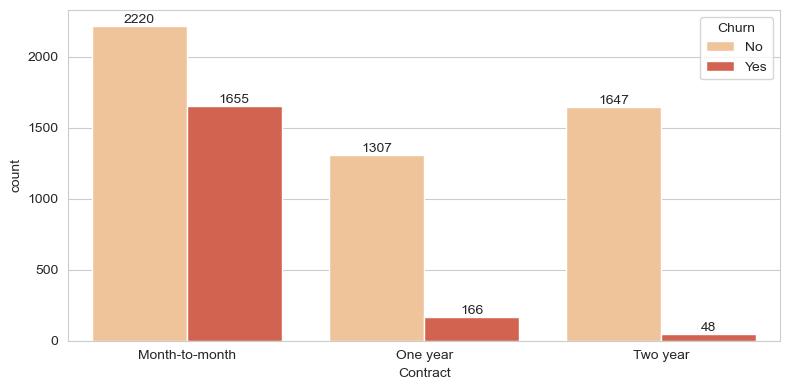 2220
1655
1307
166
1647
48
Churn
No
Yes
2000
1500
1000
500
0
count
Month-to-month
One year
Two year
Contract